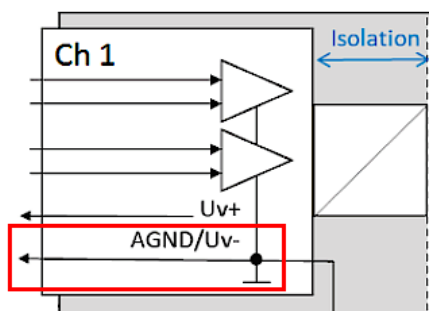 Isolation
Ch 1
Uv+
AGND/Uv-